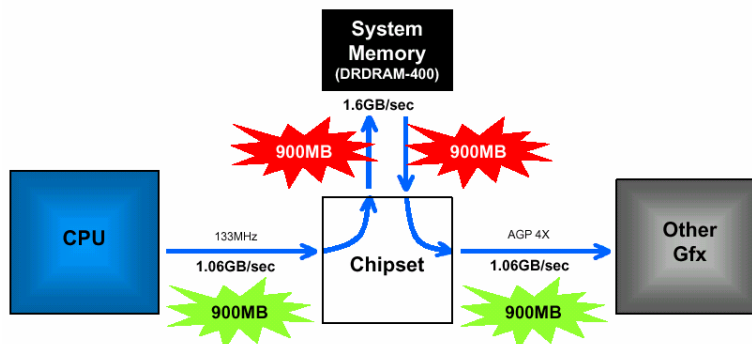 System
Memory
(DRDRAM-400)
1.6GB/sec
900MB
900MB
CPU
133MHz
1.06GB/sec
900MB
Chipset
AGP 4X
1.06GB/sec
900MB
Other
Gfx